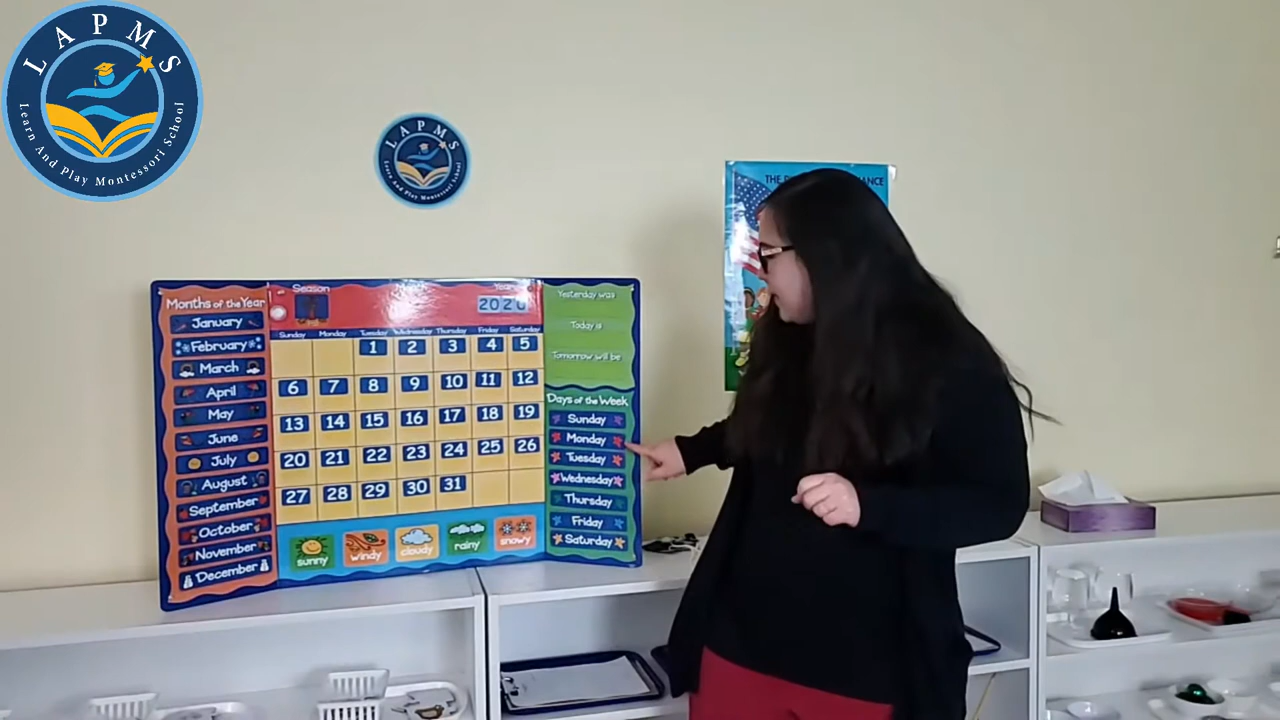 LAPMS
Learn And Play Montessori School
LAPMS
Learn And Play Montessori School
THE
Months of the Year
January
February
March
April
May
June
July
August
September
October
November
December
Season
Year
2020
Sunday Monday Tuesday Wednesday Thursday Friday Saturday
1 2 3 4 5
6 7 8 9 10 11 12
13 14 15 16 17 18 19
20 21 22 23 24 25 26
27 28 29 30 31
sunny windy cloudy rainy snowy
Yesterday was
Today is
Tomorrow will be
Days of the Week
Sunday
Monday
Tuesday
Wednesday
Thursday
Friday
Saturday